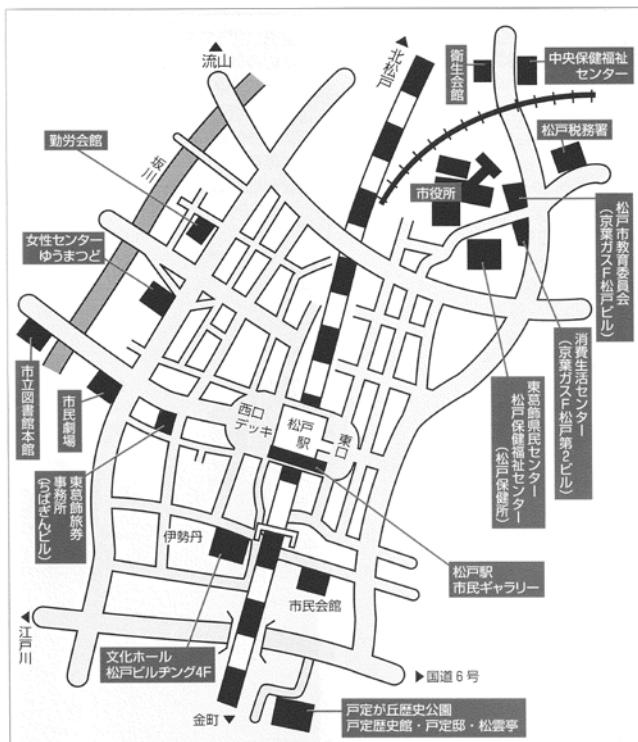 流山
北松戸
衛生会館
中央保健福祉
センター
勤労会館
坂川
松戸税務署
市役所
女性センター
ゆうまつど
松戸市教育委員会
(京葉ガスF松戸ビル)
消費生活センター
(京葉ガスF松戸第2ビル)
市立図書館本館
市民劇場
西口
デッキ
松戸
駅
東口
東葛飾県民センター
松戸保健福祉センター
(松戸保健所)
東葛飾旅券
事務所
(ちばぎんビル)
伊勢丹
松戸駅
市民ギャラリー
市民会館
江戸川
文化ホール
松戸ビルヂング4F
国道6号
金町
戸定が丘歴史公園
戸定歴史館・戸定邸・松雲亭